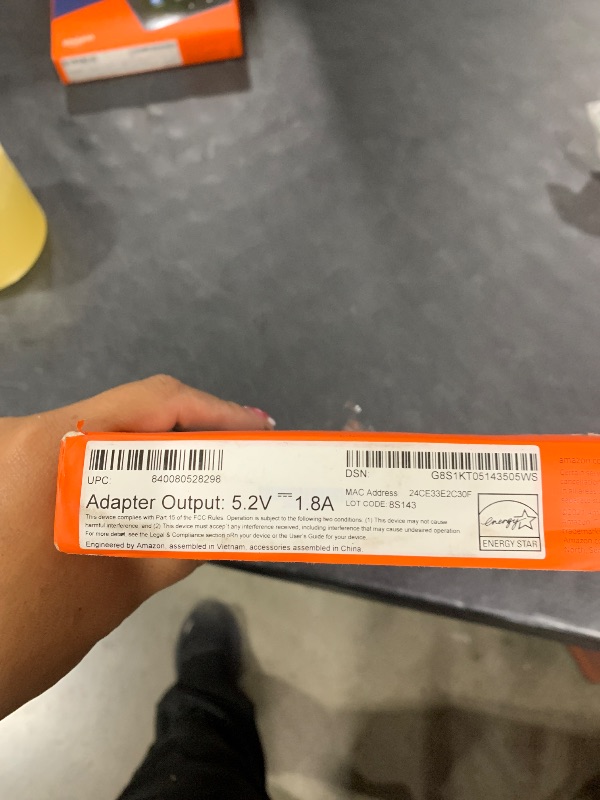 UPC: 840080528298
DSN: G8S1KT05143505WS
Adapter Output: 5.2V ⎓ 1.8A
MAC Address 24CE33E2C30F
LOT CODE: BS143
This device complies with Part 15 of the FCC Rules. Operation is subject to the following two conditions: (1) This device may not cause
harmful interference, and (2) This device must accept any interference received, including interference that may cause undesired operation.
For more detail, see the Legal & Compliance section on your device or the User's Guide for your device.
Engineered by Amazon, assembled in Vietnam; accessories assembled in China.
energy
ENERGY STAR